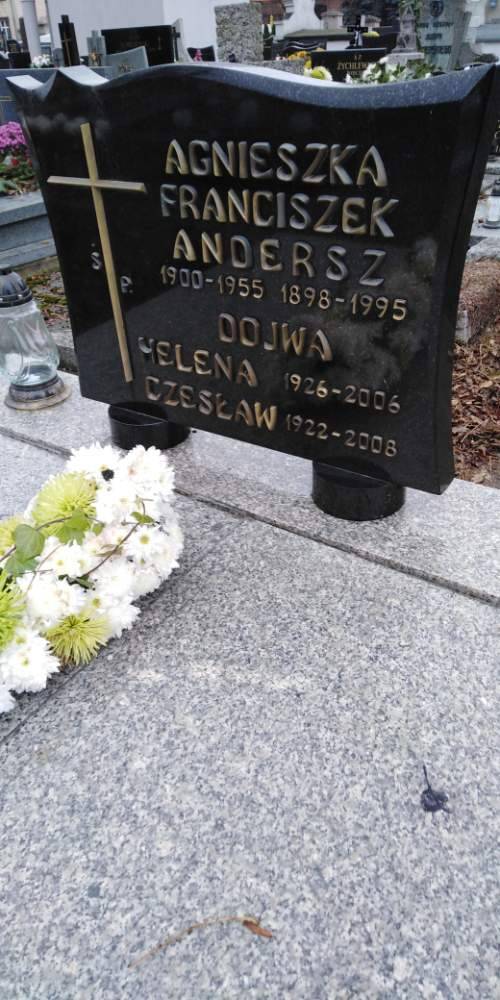 AGNIESZKA
FRANCISZEK
ANDERSZ
Ś. P.
1900-1955 1898-1995
DOJWA
HELENA 1926-2006
CZESŁAW 1922-2008